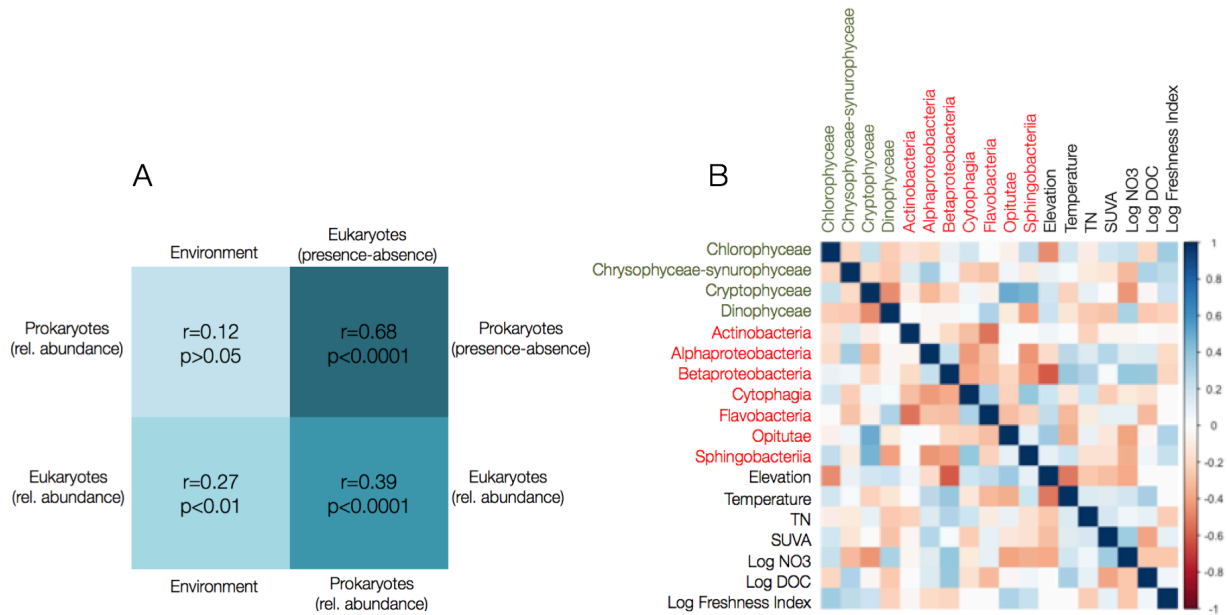 A
Environment
Eukaryotes
(presence-absence)
Prokaryotes
(rel. abundance)
r=0.12
p>0.05
r=0.68
p<0.0001
Prokaryotes
(presence-absence)
Eukaryotes
(rel. abundance)
r=0.27
p<0.01
r=0.39
p<0.0001
Eukaryotes
(rel. abundance)
Environment
Prokaryotes
(rel. abundance)
B
Chlorophyceae
Chrysophyceae-synurophyceae
Cryptophyceae
Dinophyceae
Actinobacteria
Alphaproteobacteria
Betaproteobacteria
Cytophagia
Flavobacteria
Opitutae
Sphingobacteriia
Elevation
Temperature
TN
SUVA
Log NO3
Log DOC
Log Freshness Index
Chlorophyceae
Chrysophyceae-synurophyceae
Cryptophyceae
Dinophyceae
Actinobacteria
Alphaproteobacteria
Betaproteobacteria
Cytophagia
Flavobacteria
Opitutae
Sphingobacteriia
Elevation
Temperature
TN
SUVA
Log NO3
Log DOC
Log Freshness Index
1
0.8
0.6
0.4
0.2
0
-0.2
-0.4
-0.6
-0.8
-1